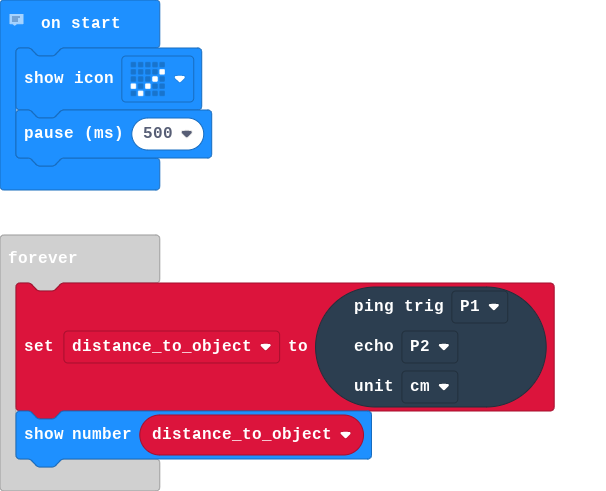 on start
show icon
pause (ms) 500
forever
set distance_to_object to ping trig P1
echo P2
unit cm
show number distance_to_object